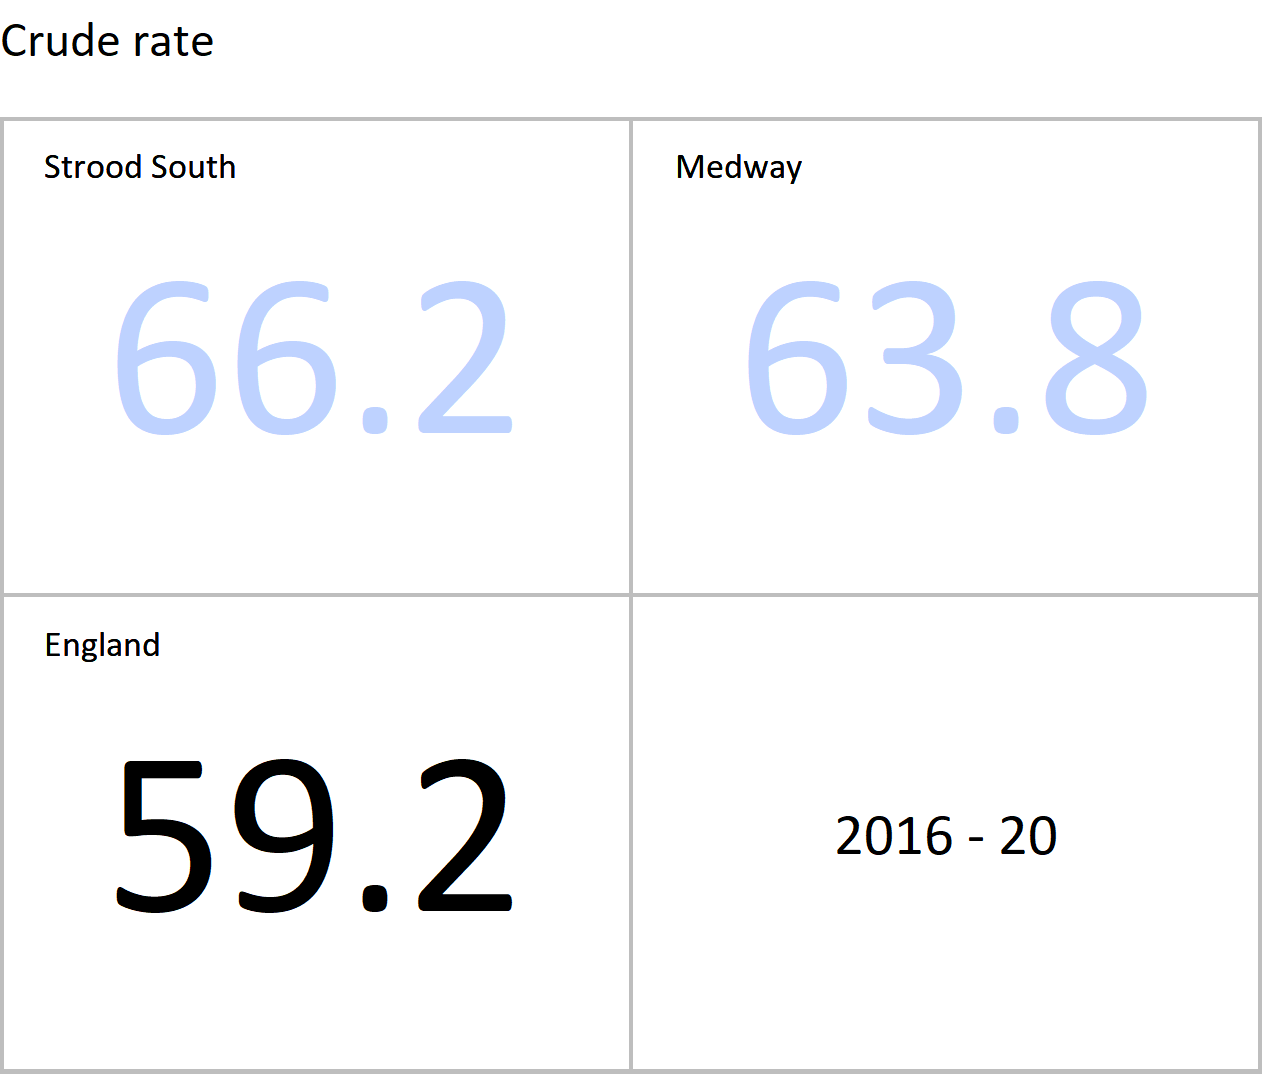 Crude rate
Strood South
66.2
Medway
63.8
England
59.2
2016 - 20